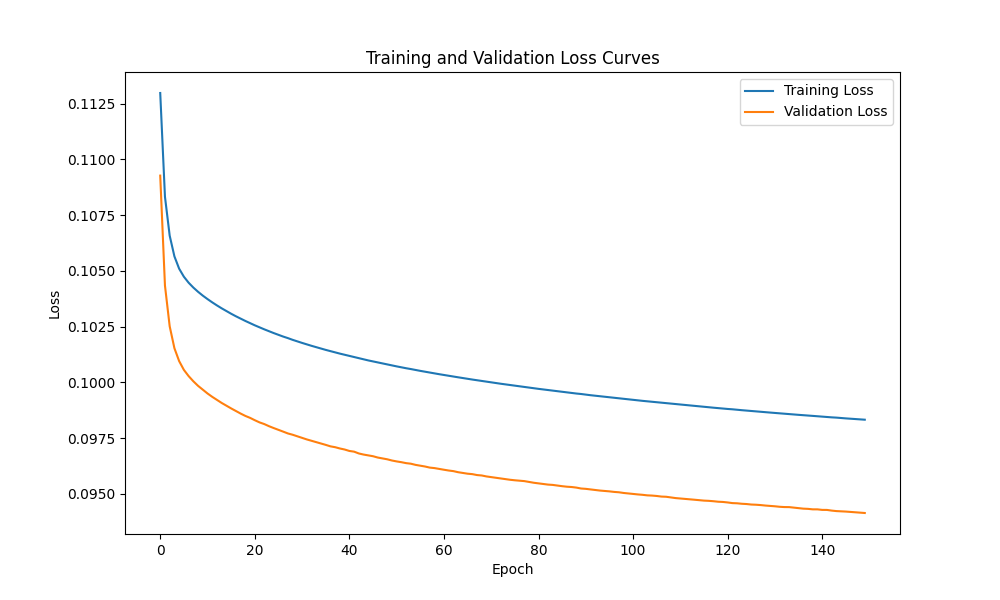 Training and Validation Loss Curves
Training Loss
Validation Loss
0.1125
0.1100
0.1075
0.1050
0.1025
0.1000
0.0975
0.0950
Loss
0 20 40 60 80 100 120 140
Epoch